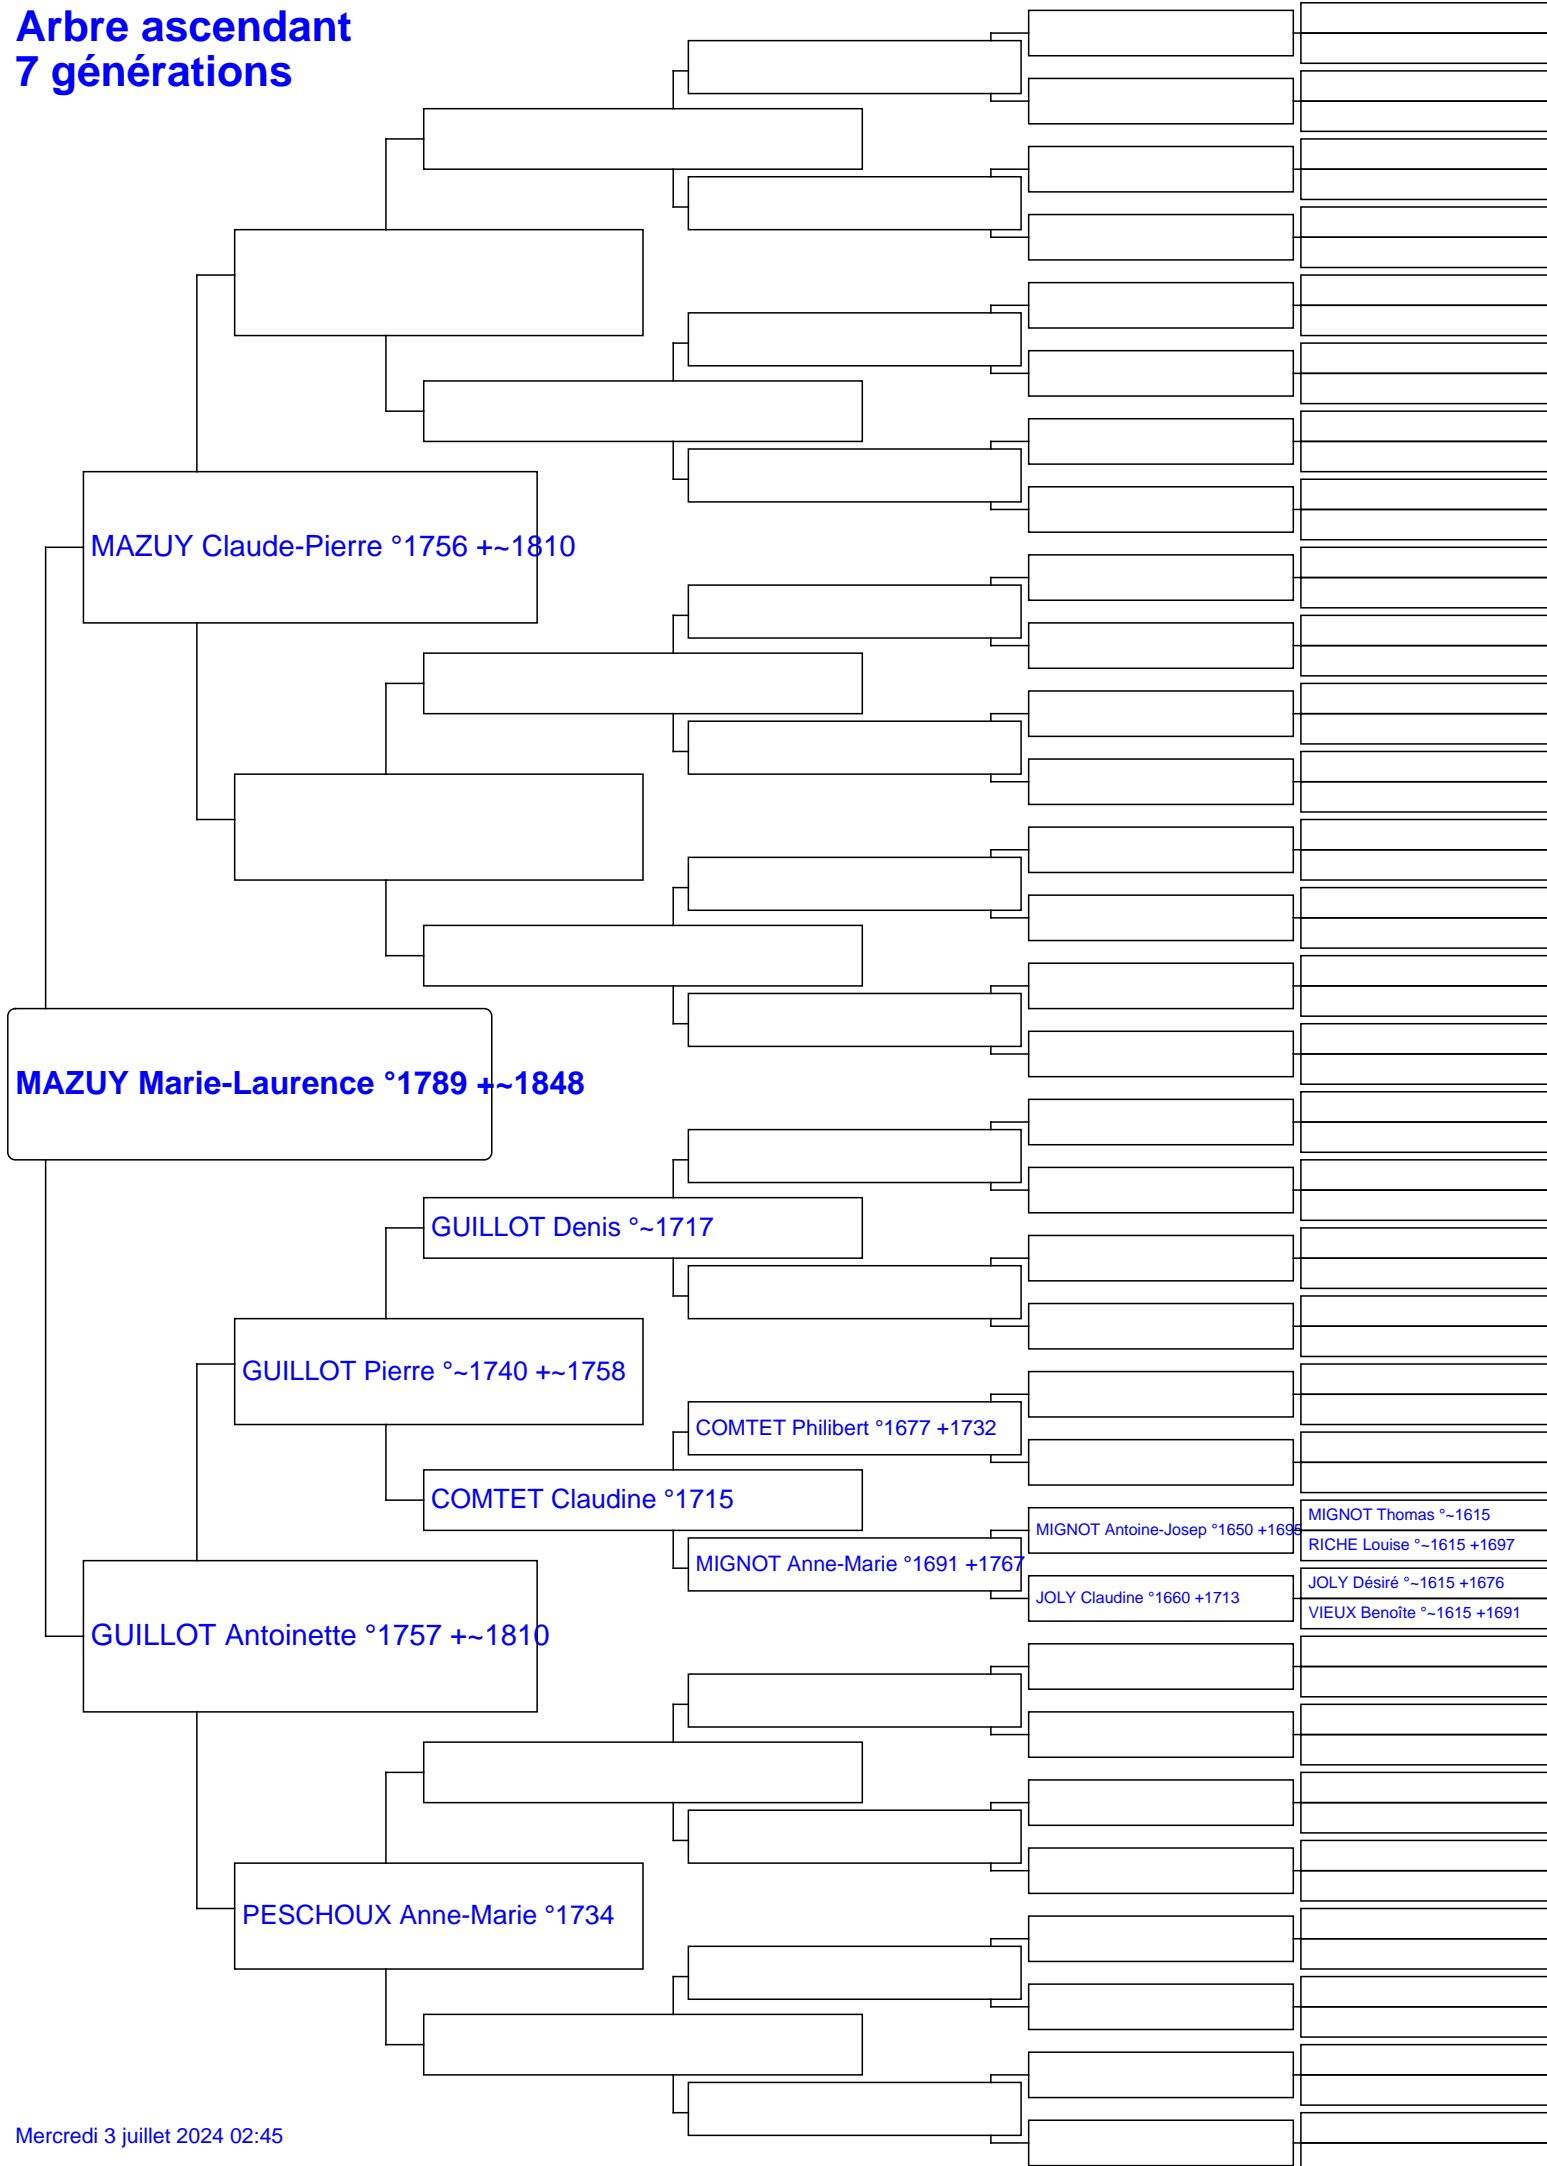 Arbre ascendant
7 générations
MAZUY Claude-Pierre °1756 +~1810
MAZUY Marie-Laurence °1789 +~1848
GUILLOT Denis °~1717
GUILLOT Pierre °~1740 +~1758
COMTET Philibert °1677 +1732
COMTET Claudine °1715
MIGNOT Thomas °~1615
MIGNOT Antoine-Josep °1650 +1695
RICHE Louise °~1615 +1697
MIGNOT Anne-Marie °1691 +1767
JOLY Désiré °~1615 +1676
JOLY Claudine °1660 +1713
VIEUX Benoîte °~1615 +1691
GUILLOT Antoinette °1757 +~1810
PESCHOUX Anne-Marie °1734
Mercredi 3 juillet 2024 02:45